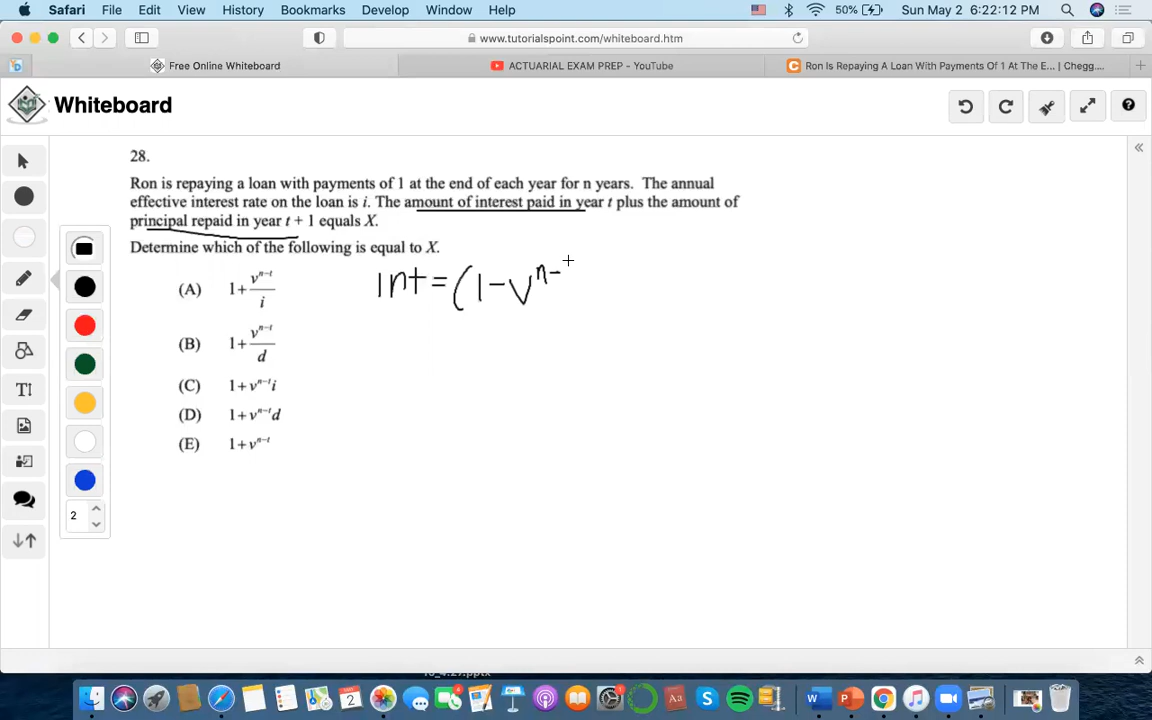 Safari File Edit View History Bookmarks Develop Window Help 50% Sun May 2 6:22:12 PM
www.tutorialspoint.com/whiteboard.htm
Free Online Whiteboard ACTUARIAL EXAM PREP - YouTube Ron Is Repaying A Loan With Payments Of 1 At The E... | Chegg....
Whiteboard
28.
Ron is repaying a loan with payments of 1 at the end of each year for n years. The annual
effective interest rate on the loan is i. The amount of interest paid in year t plus the amount of
principal repaid in year t + 1 equals X.
Determine which of the following is equal to X.
int = (1-v^{n-
(A) 1 + \frac{v^{n-t}}{i}
(B) 1 + \frac{v^{n-t}}{d}
(C) 1 + v^{n-t}i
(D) 1 + v^{n-t}d
(E) 1 + v^{n-t}
2